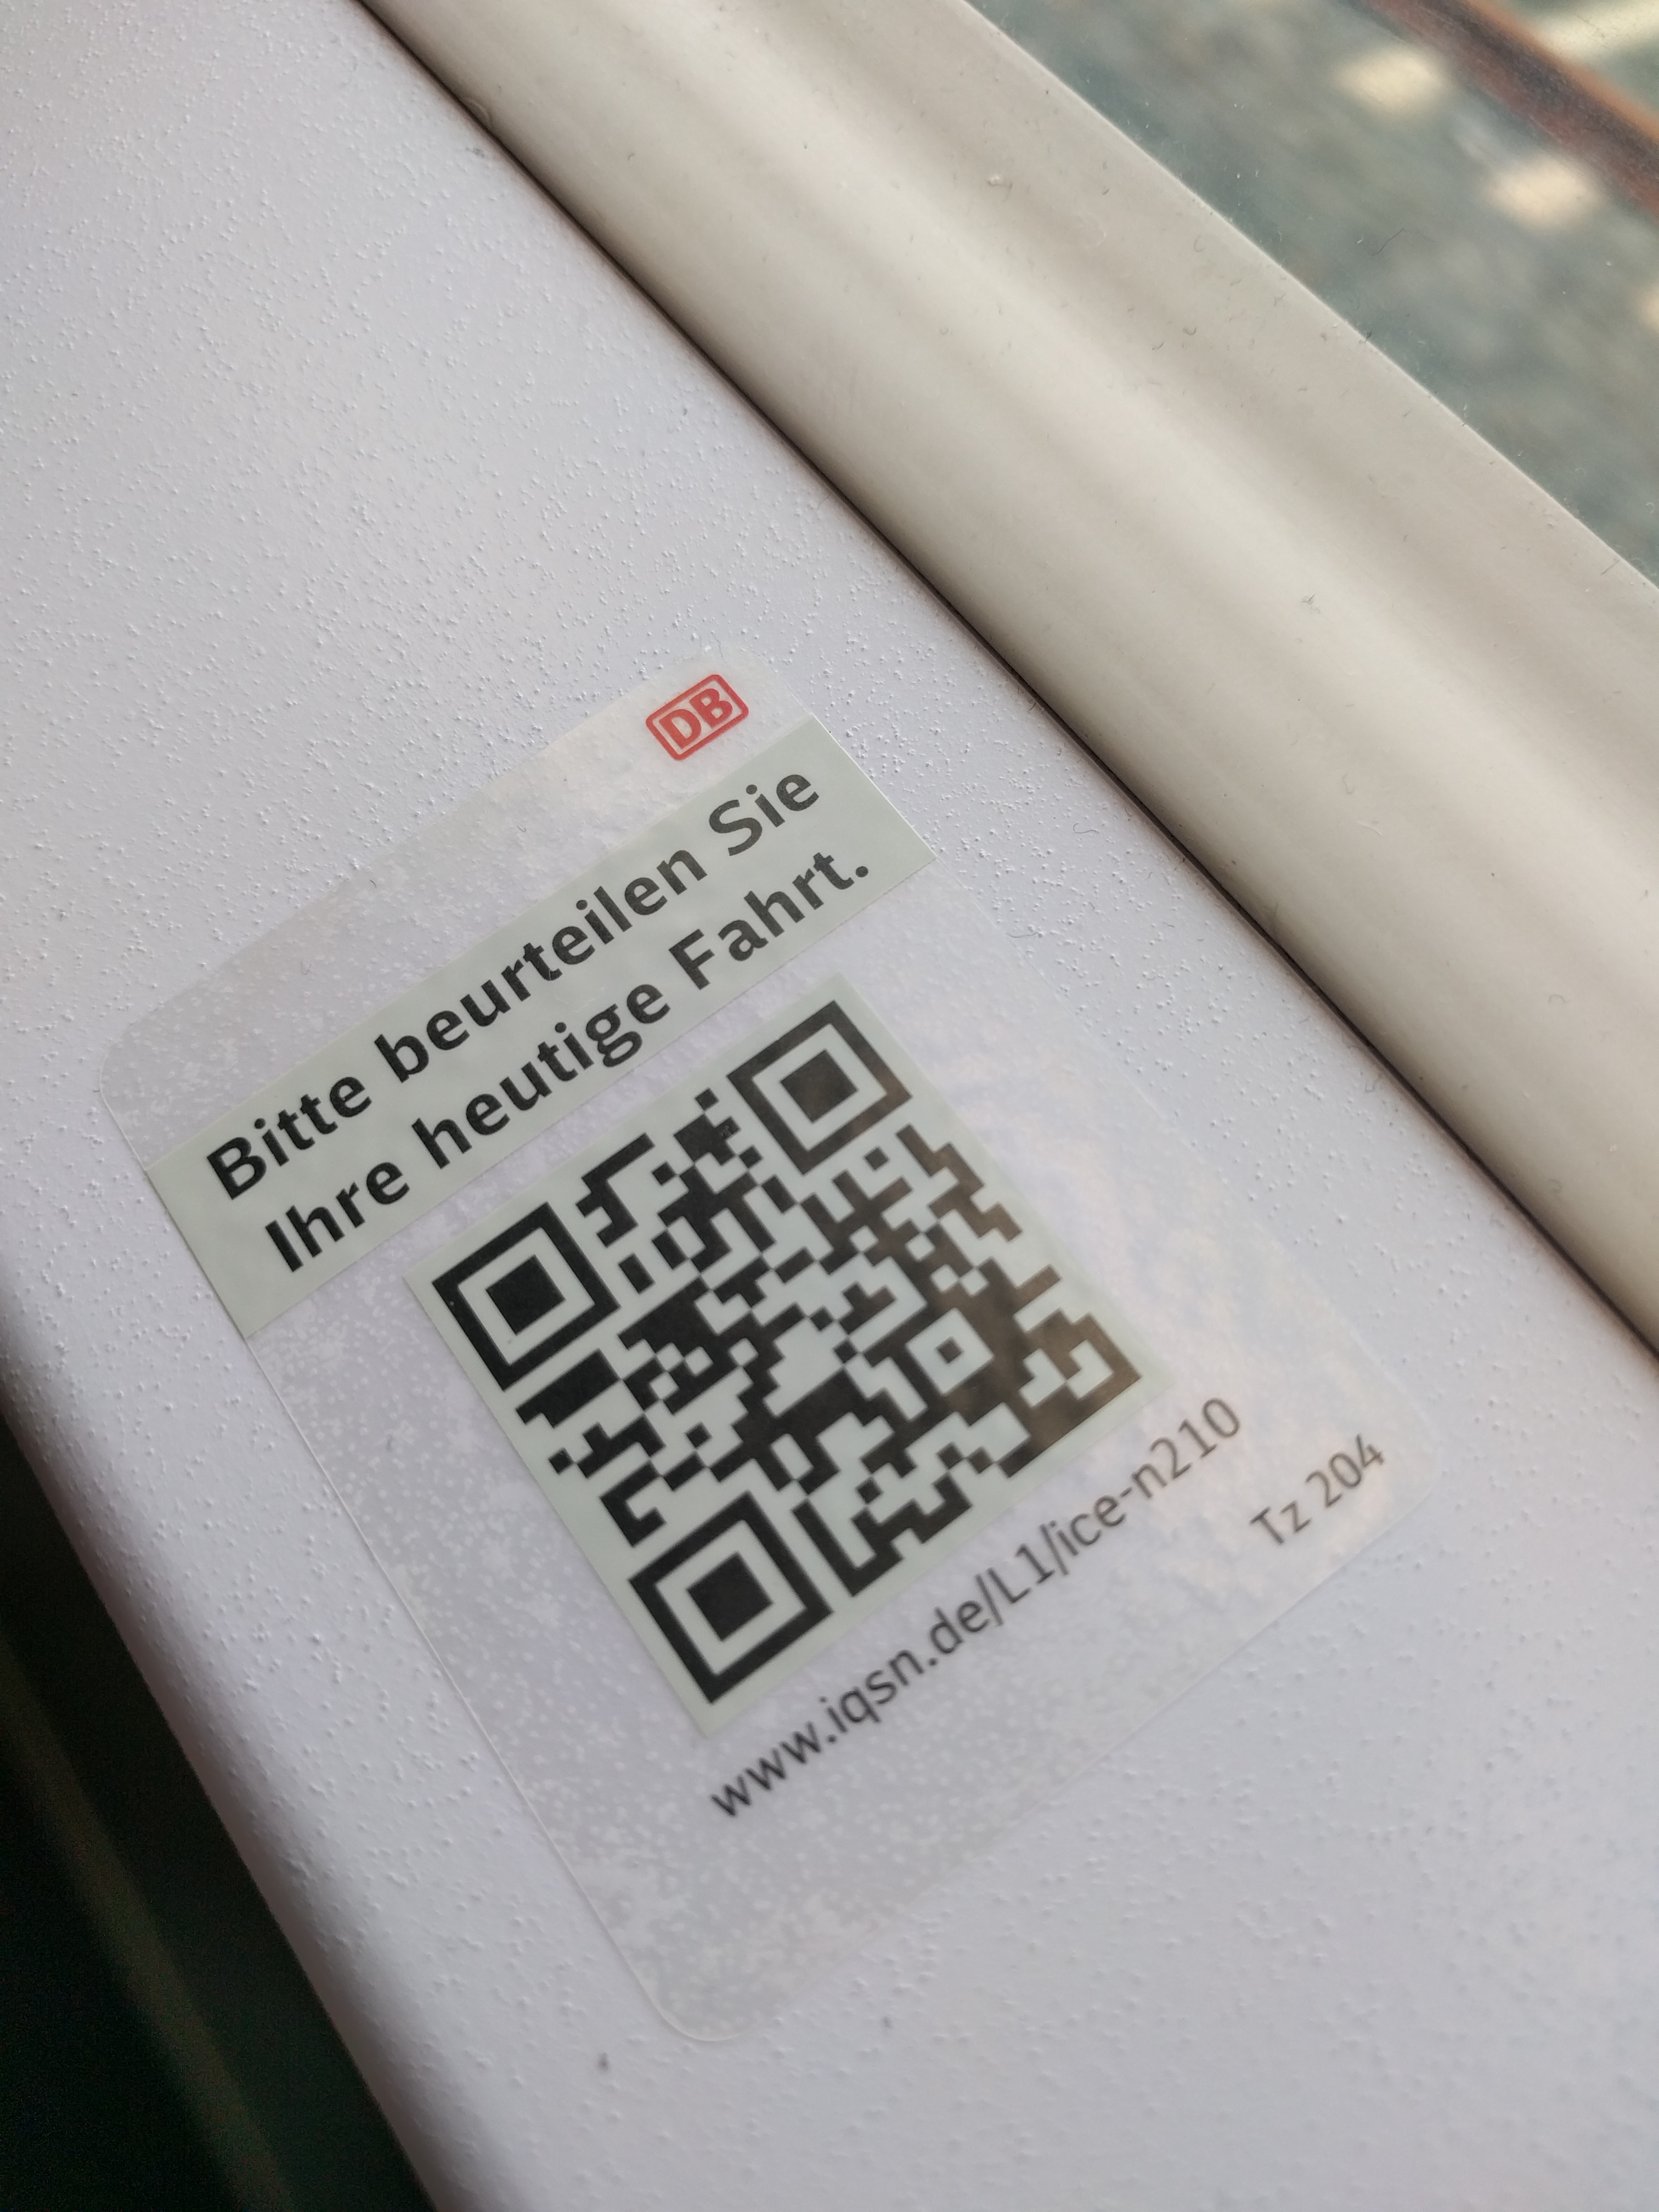 DB
Bitte beurteilen Sie
Ihre heutige Fahrt.
www.iqsn.de/L1/ice-n210
Tz 204